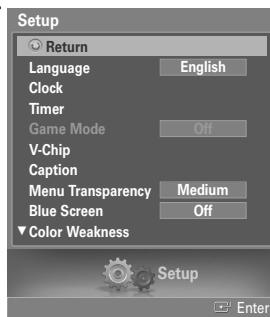 Setup
Return
Language English
Clock
Timer
Game Mode Off
V-Chip
Caption
Menu Transparency Medium
Blue Screen Off
▼ Color Weakness
Setup
Enter